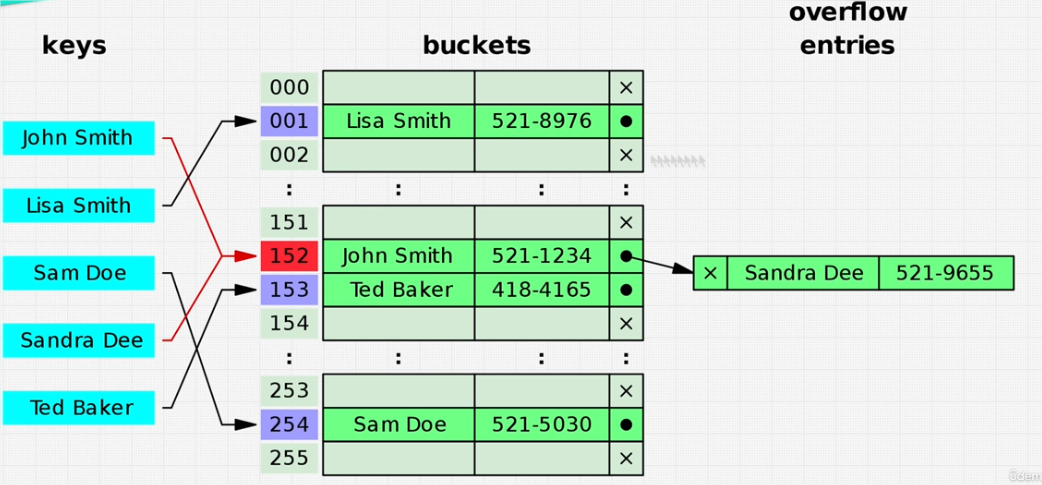 overflow
keys buckets entries
000 ×
John Smith 001 Lisa Smith 521-8976 ●
002 ×
Lisa Smith : : : :
151 ×
Sam Doe 152 John Smith 521-1234 ● × Sandra Dee 521-9655
153 Ted Baker 418-4165 ●
Sandra Dee 154 ×
: : : :
253 ×
Ted Baker 254 Sam Doe 521-5030 ●
255 ×